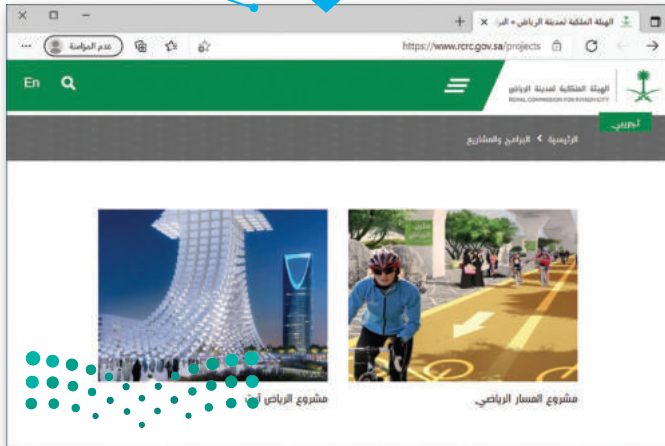 الهيئة الملكية لمدينة الرياض
عدم المزامنة
https://www.rcrc.gov.sa/projects
الهيئة الملكية لمدينة الرياض
ROYAL COMMISSION FOR RIYADH CITY
En
تجريبي
الرئيسية > البرامج والمشاريع
مشروع المسار الرياضي
مشروع الرياض آرت